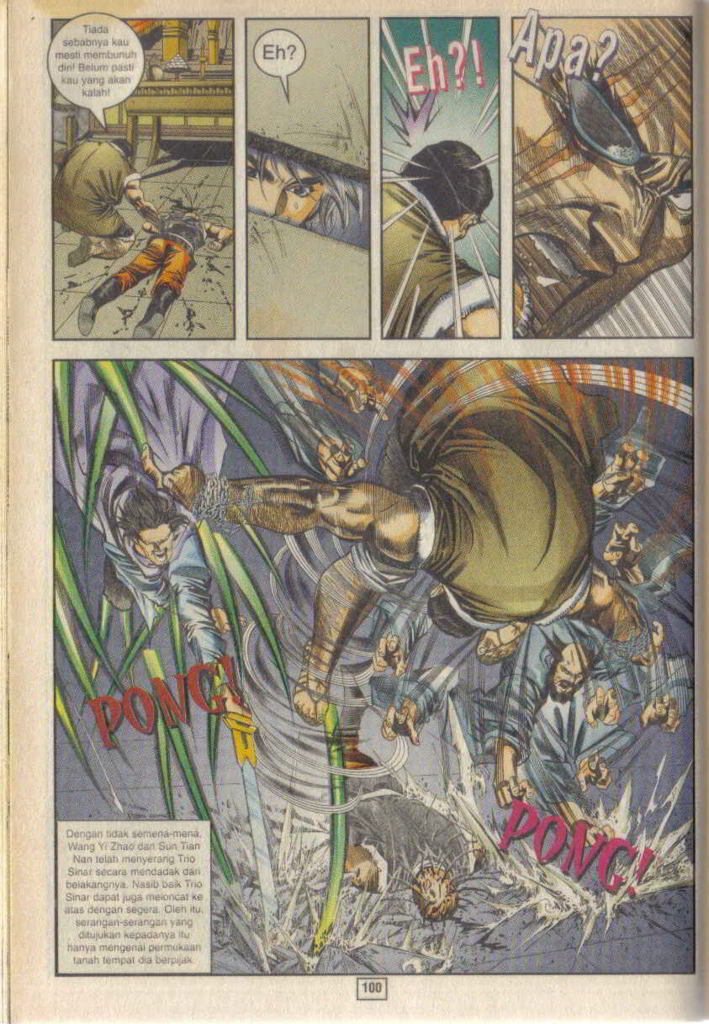 Tiada
sebabnya kau
mesti membunuh
diri! Belum pasti
kau yang akan
kalah!
Eh?
Eh?!
Apa?
PONG!
PONG!
Dengan tidak semena-mena,
Wang Yi Zhao dan Sun Tian
Nan telah menyerang Trio
Sinar secara mendadak dari
belakangnya. Nasib baik Trio
Sinar dapat juga meloncat ke
atas dengan segera. Oleh itu,
serangan-serangan yang
ditujukan kepadanya itu
hanya mengenai permukaan
tanah tempat dia berpijak.
100